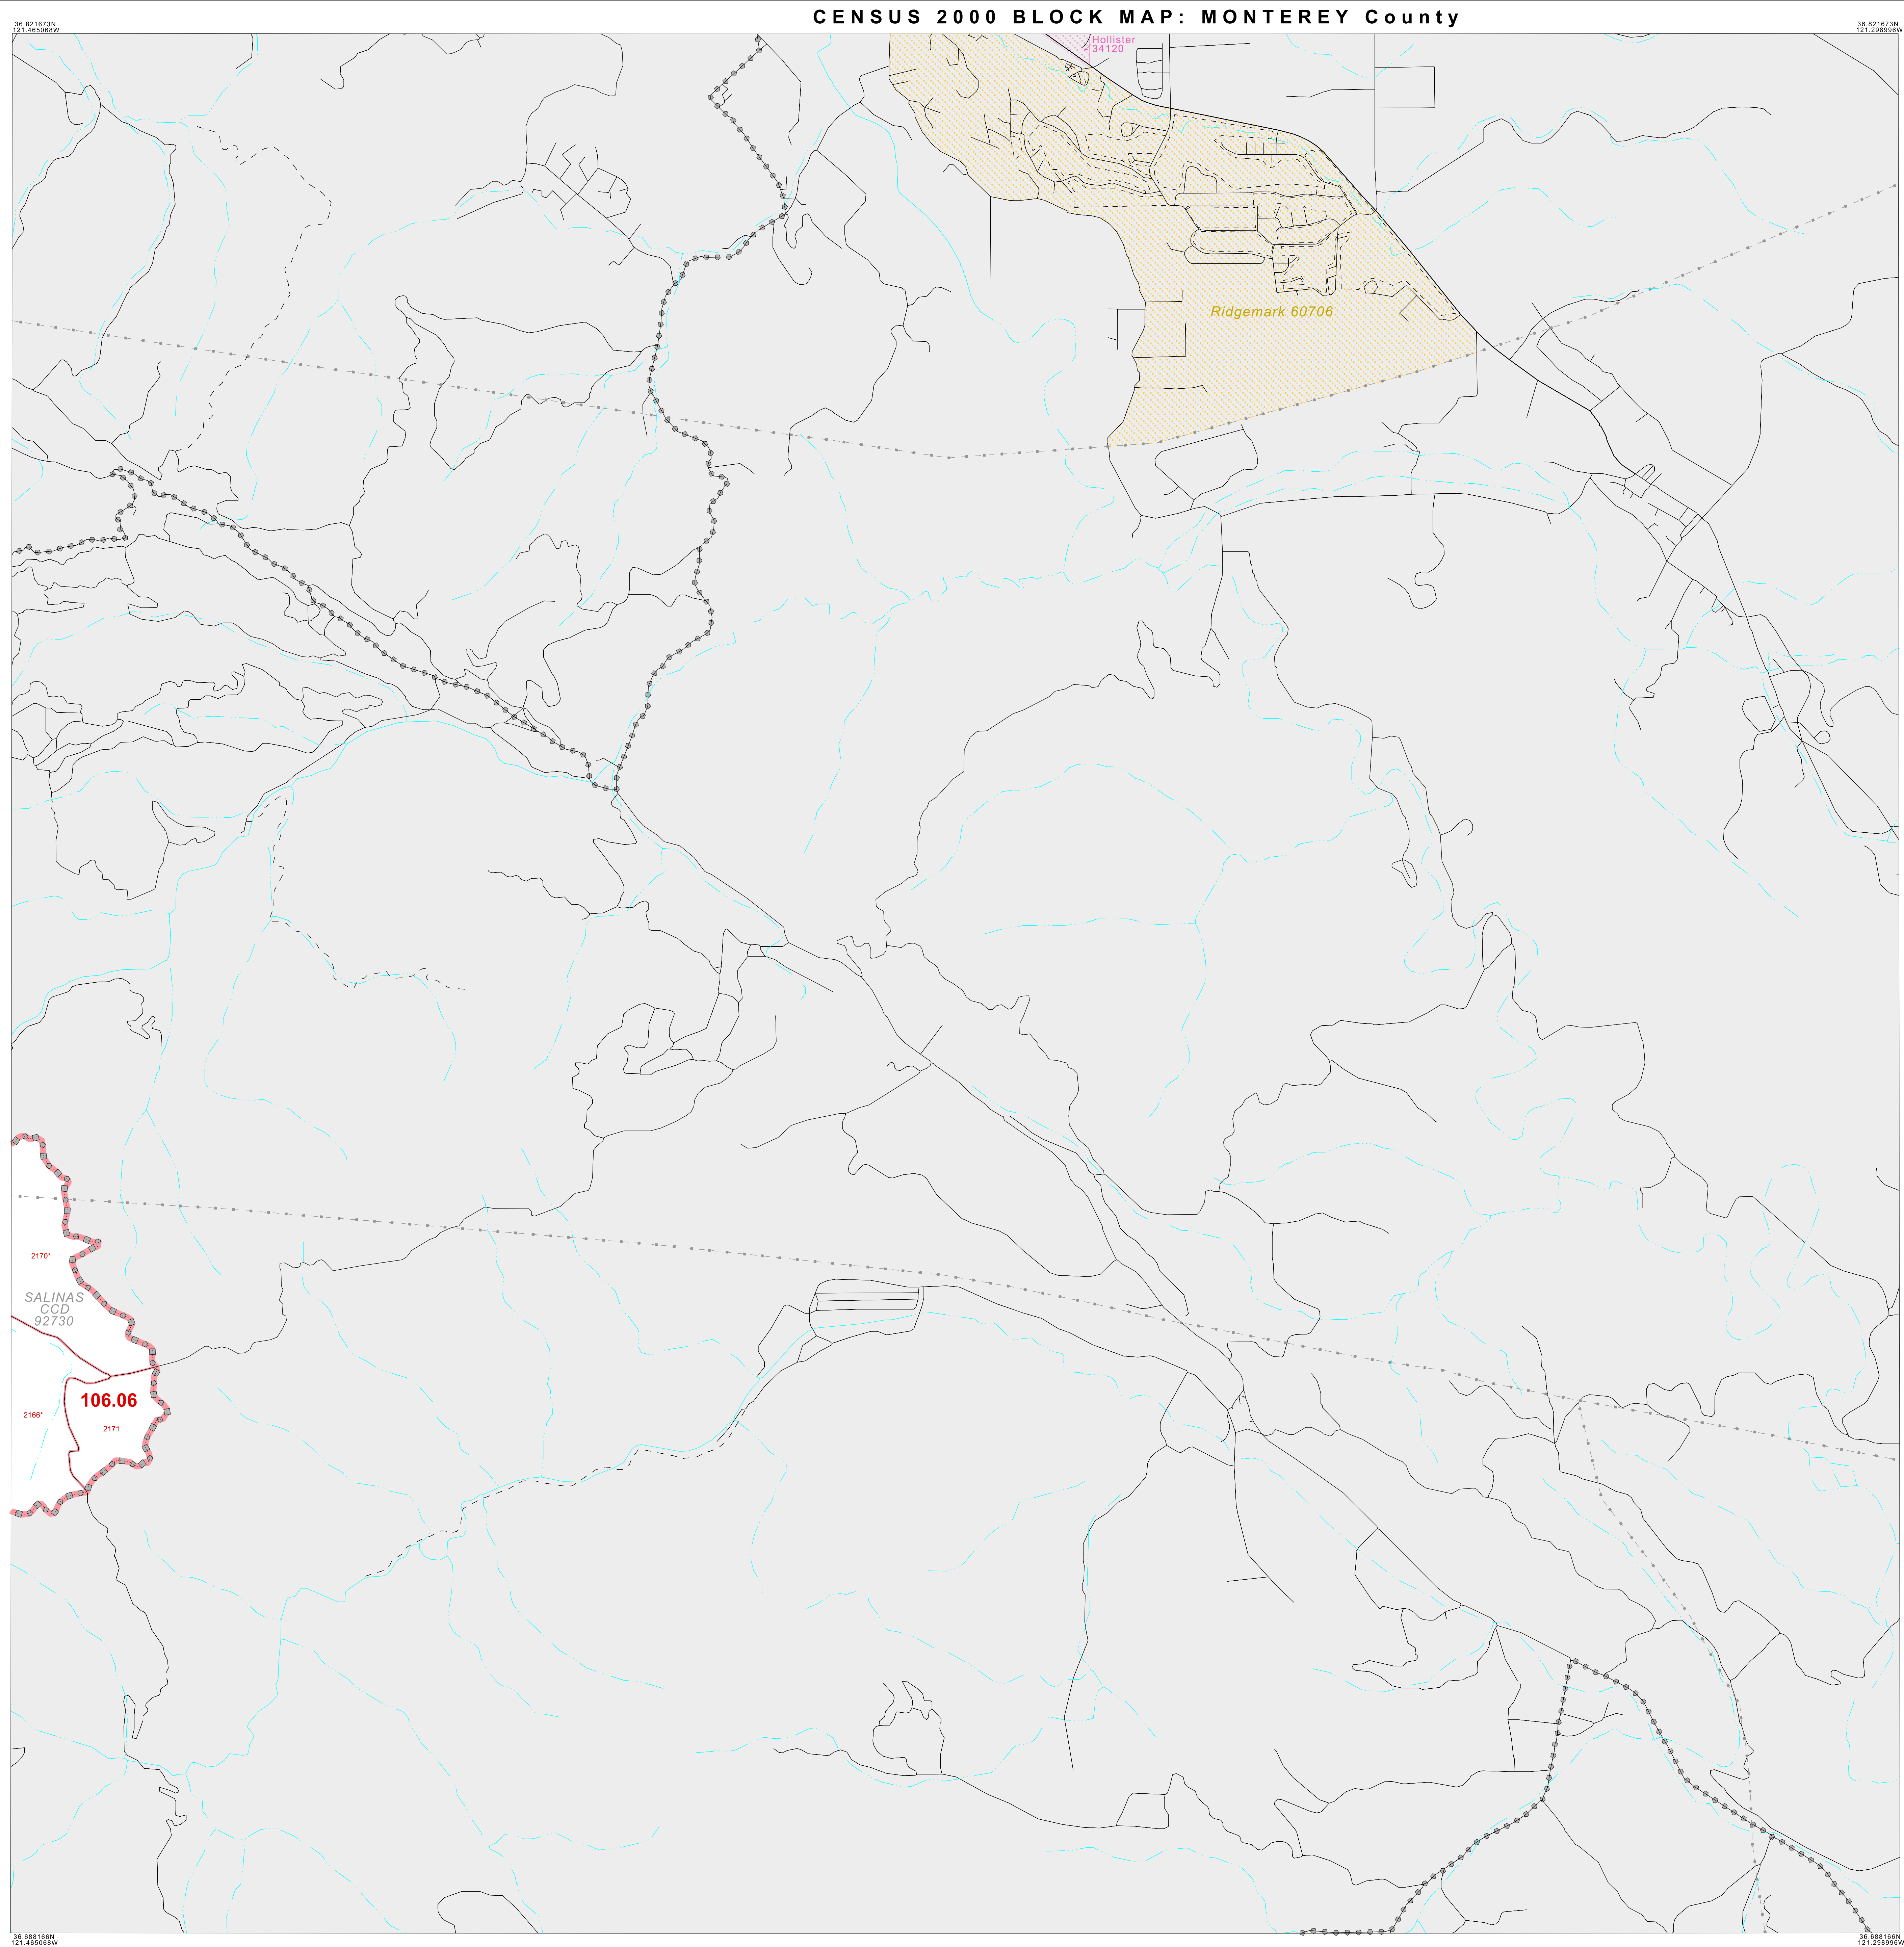 CENSUS 2000 BLOCK MAP: MONTEREY County
36.821673N
121.465068W
36.821673N
121.298996W
Hollister
34120
Ridgemark 60706
2170*
SALINAS
CCD
92730
106.06
2166*
2171
36.688166N
121.465068W
36.688166N
121.298996W